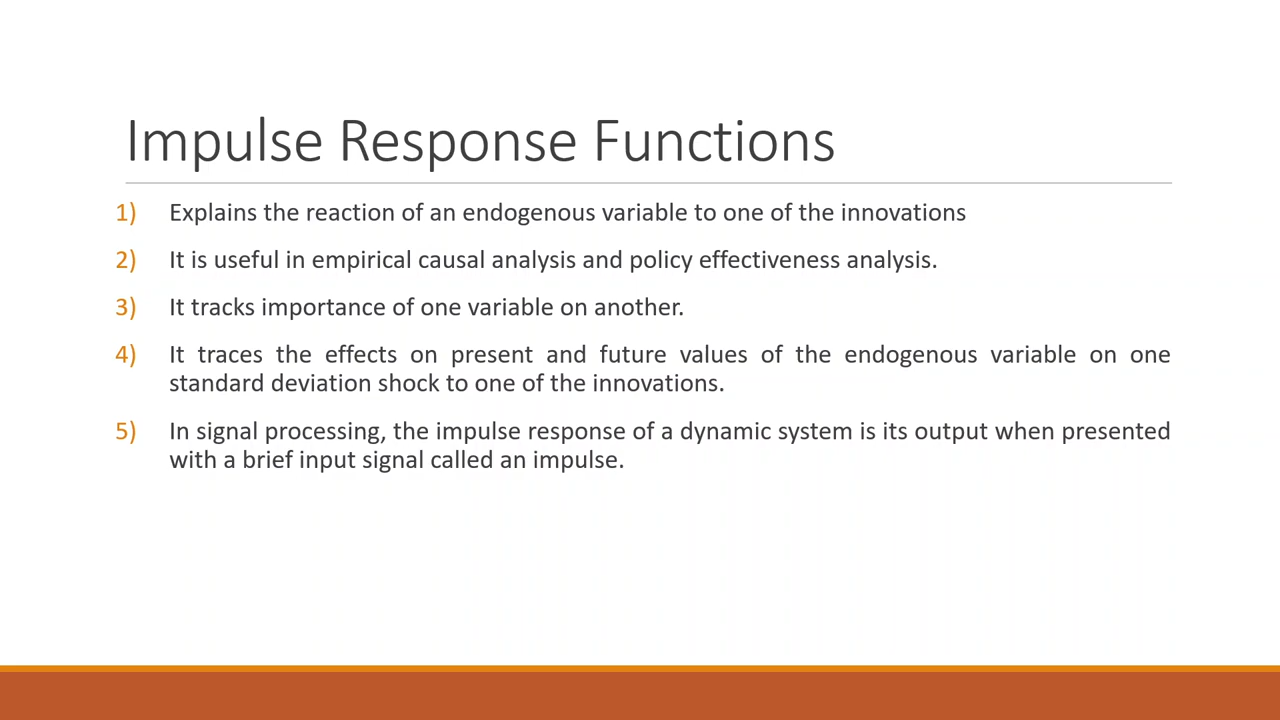 Impulse Response Functions
1) Explains the reaction of an endogenous variable to one of the innovations
2) It is useful in empirical causal analysis and policy effectiveness analysis.
3) It tracks importance of one variable on another.
4) It traces the effects on present and future values of the endogenous variable on one
standard deviation shock to one of the innovations.
5) In signal processing, the impulse response of a dynamic system is its output when presented
with a brief input signal called an impulse.